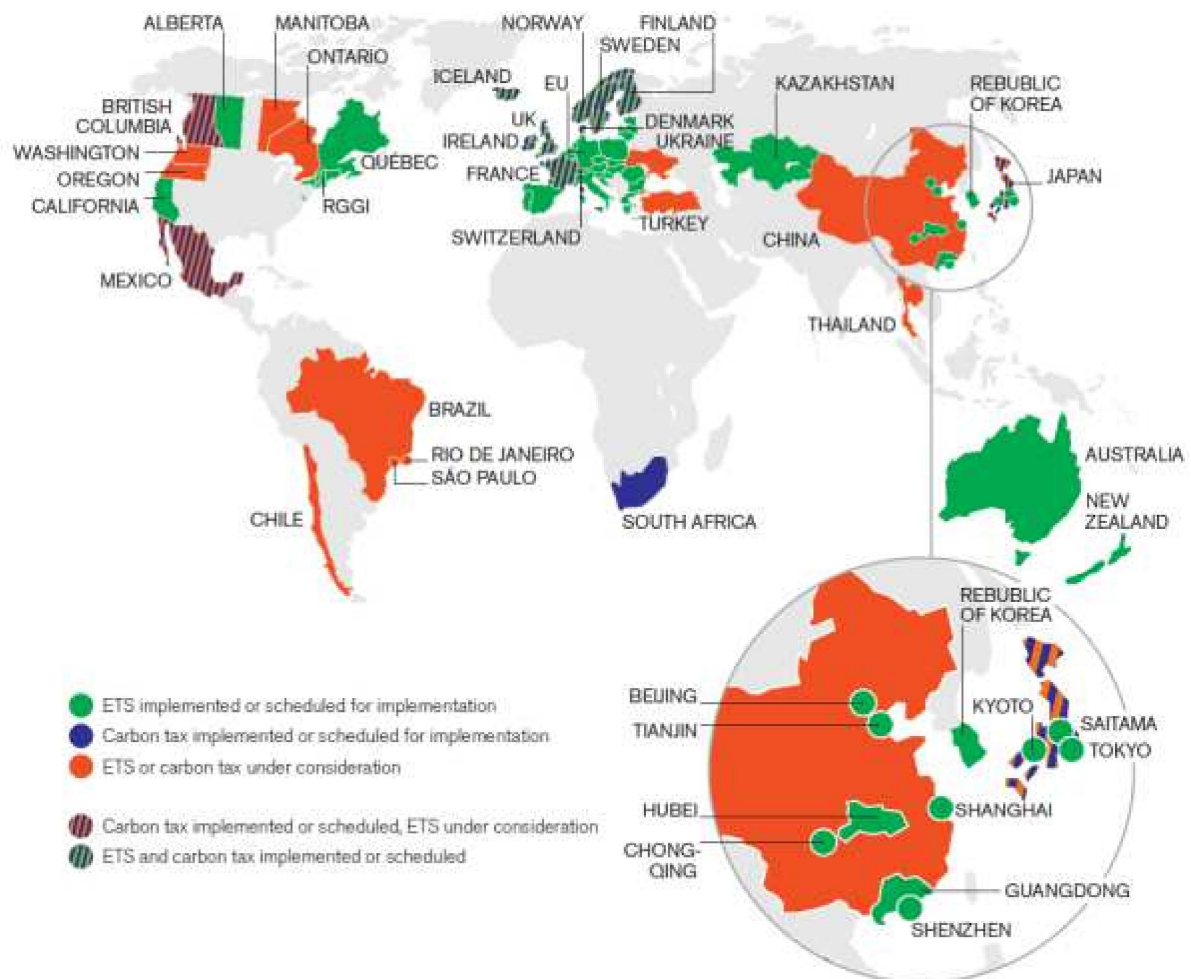 ALBERTA
MANITOBA
ONTARIO
NORWAY
FINLAND
SWEDEN
ICELAND
EU
KAZAKHSTAN
REBUBLIC
OF KOREA
BRITISH
COLUMBIA
UK
DENMARK
UKRAINE
WASHINGTON
IRELAND
OREGON
QUÉBEC
FRANCE
JAPAN
CALIFORNIA
RGGI
SWITZERLAND
TURKEY
CHINA
MEXICO
THAILAND
BRAZIL
RIO DE JANEIRO
SÃO PAULO
AUSTRALIA
CHILE
SOUTH AFRICA
NEW
ZEALAND
REBUBLIC
OF KOREA
BEIJING
TIANJIN
KYOTO
SAITAMA
TOKYO
HUBEI
SHANGHAI
CHONG-
QING
GUANGDONG
SHENZHEN
ETS implemented or scheduled for implementation
Carbon tax implemented or scheduled for implementation
ETS or carbon tax under consideration
Carbon tax implemented or scheduled, ETS under consideration
ETS and carbon tax implemented or scheduled